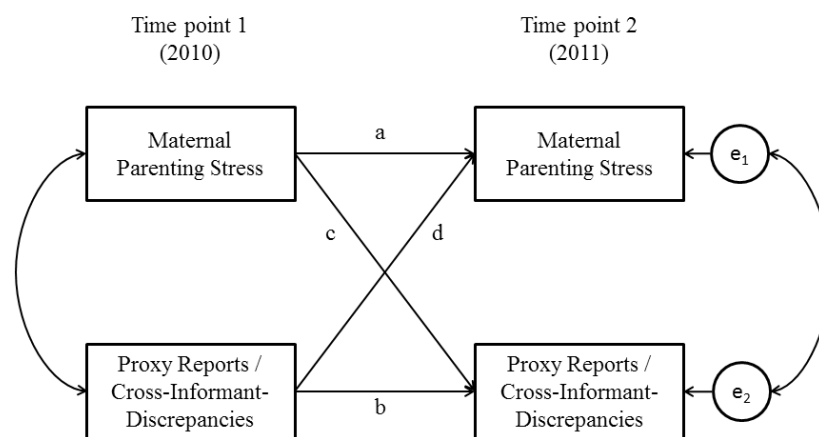 Time point 1
(2010)
Time point 2
(2011)
Maternal
Parenting Stress
a
Maternal
Parenting Stress
e1
c
d
Proxy Reports /
Cross-Informant-
Discrepancies
b
Proxy Reports /
Cross-Informant-
Discrepancies
e2